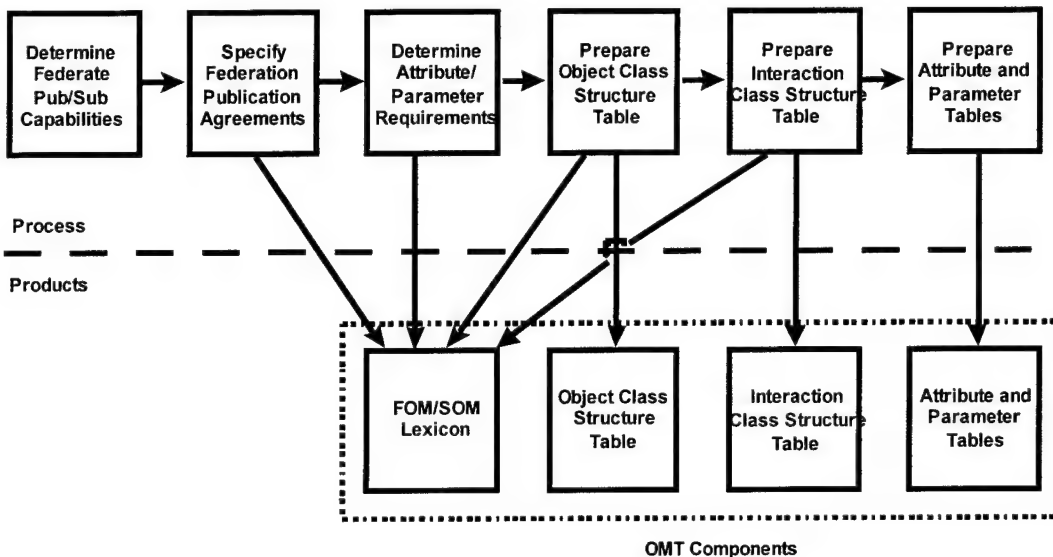 Determine
Federate
Pub/Sub
Capabilities
Specify
Federation
Publication
Agreements
Determine
Attribute/
Parameter
Requirements
Prepare
Object Class
Structure
Table
Prepare
Interaction
Class Structure
Table
Prepare
Attribute and
Parameter
Tables
Process
Products
FOM/SOM
Lexicon
Object Class
Structure
Table
Interaction
Class Structure
Table
Attribute and
Parameter
Tables
OMT Components